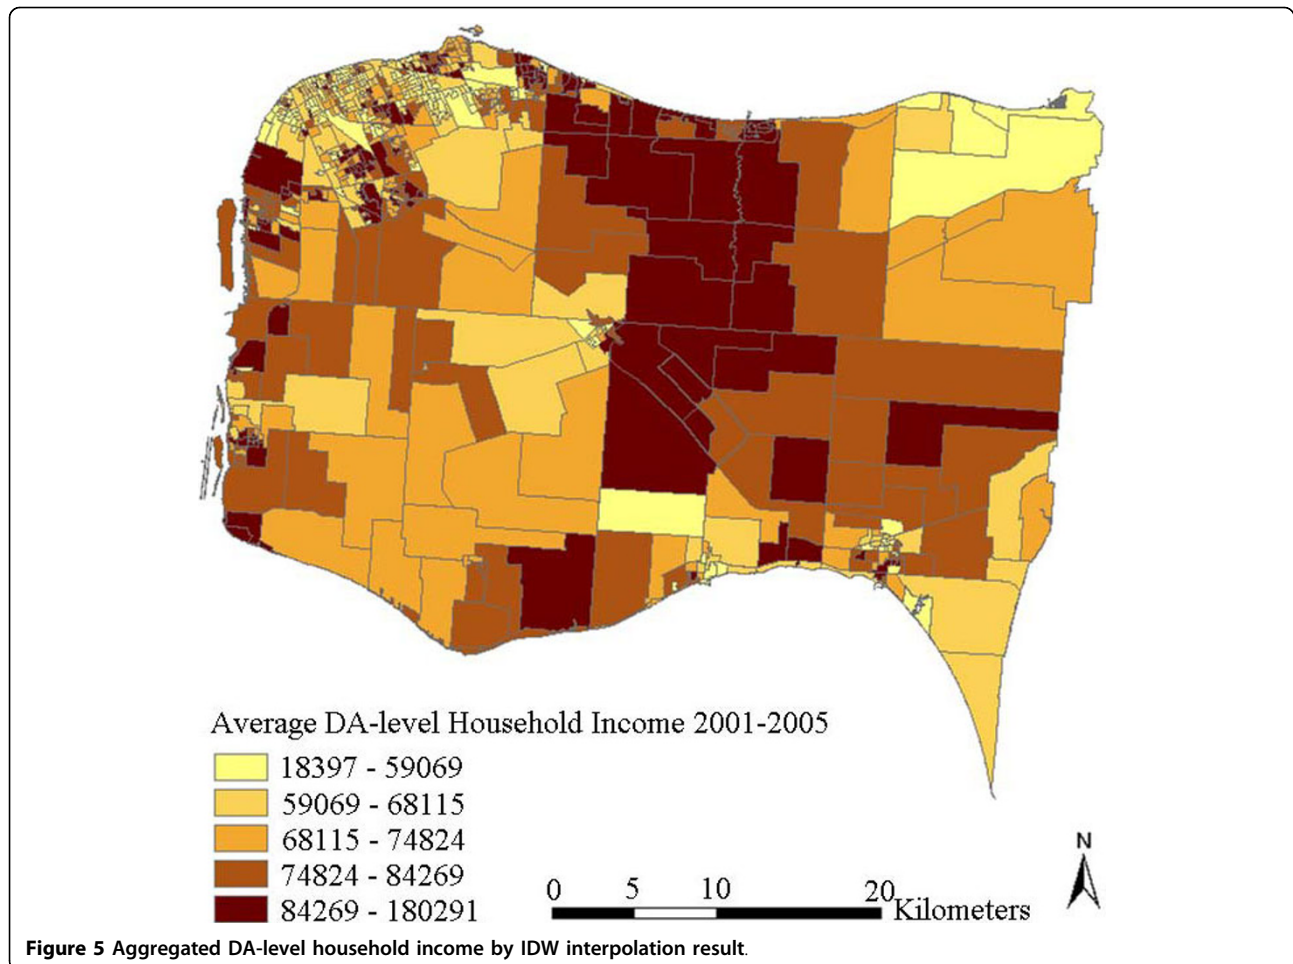 Average DA-level Household Income 2001-2005
18397 - 59069
59069 - 68115
68115 - 74824
74824 - 84269
84269 - 180291
0 5 10 20 Kilometers
N
Figure 5 Aggregated DA-level household income by IDW interpolation result.